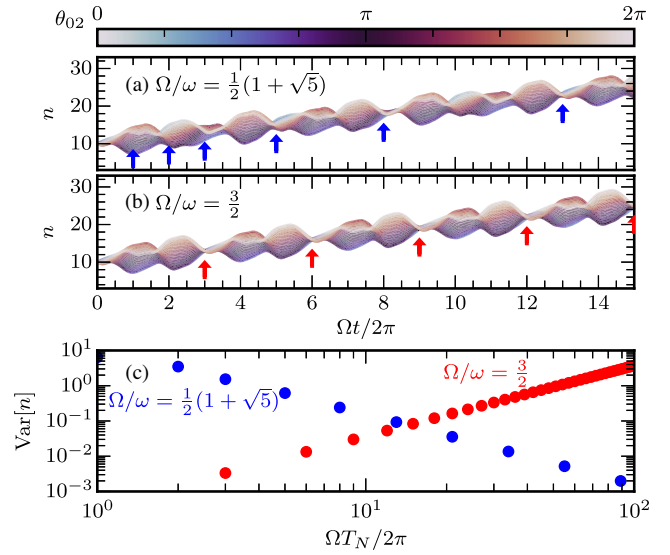 θ₀₂ 0 π 2π
(a) Ω/ω = ½(1 + √5)
n
10
20
30
(b) Ω/ω = 3/2
n
10
20
30
0 2 4 6 8 10 12 14
Ωt/2π
(c)
Ω/ω = 3/2
Ω/ω = ½(1 + √5)
Var[n]
10¹
10⁰
10⁻¹
10⁻²
10⁻³
10⁰ 10¹ 10²
ΩT_N/2π